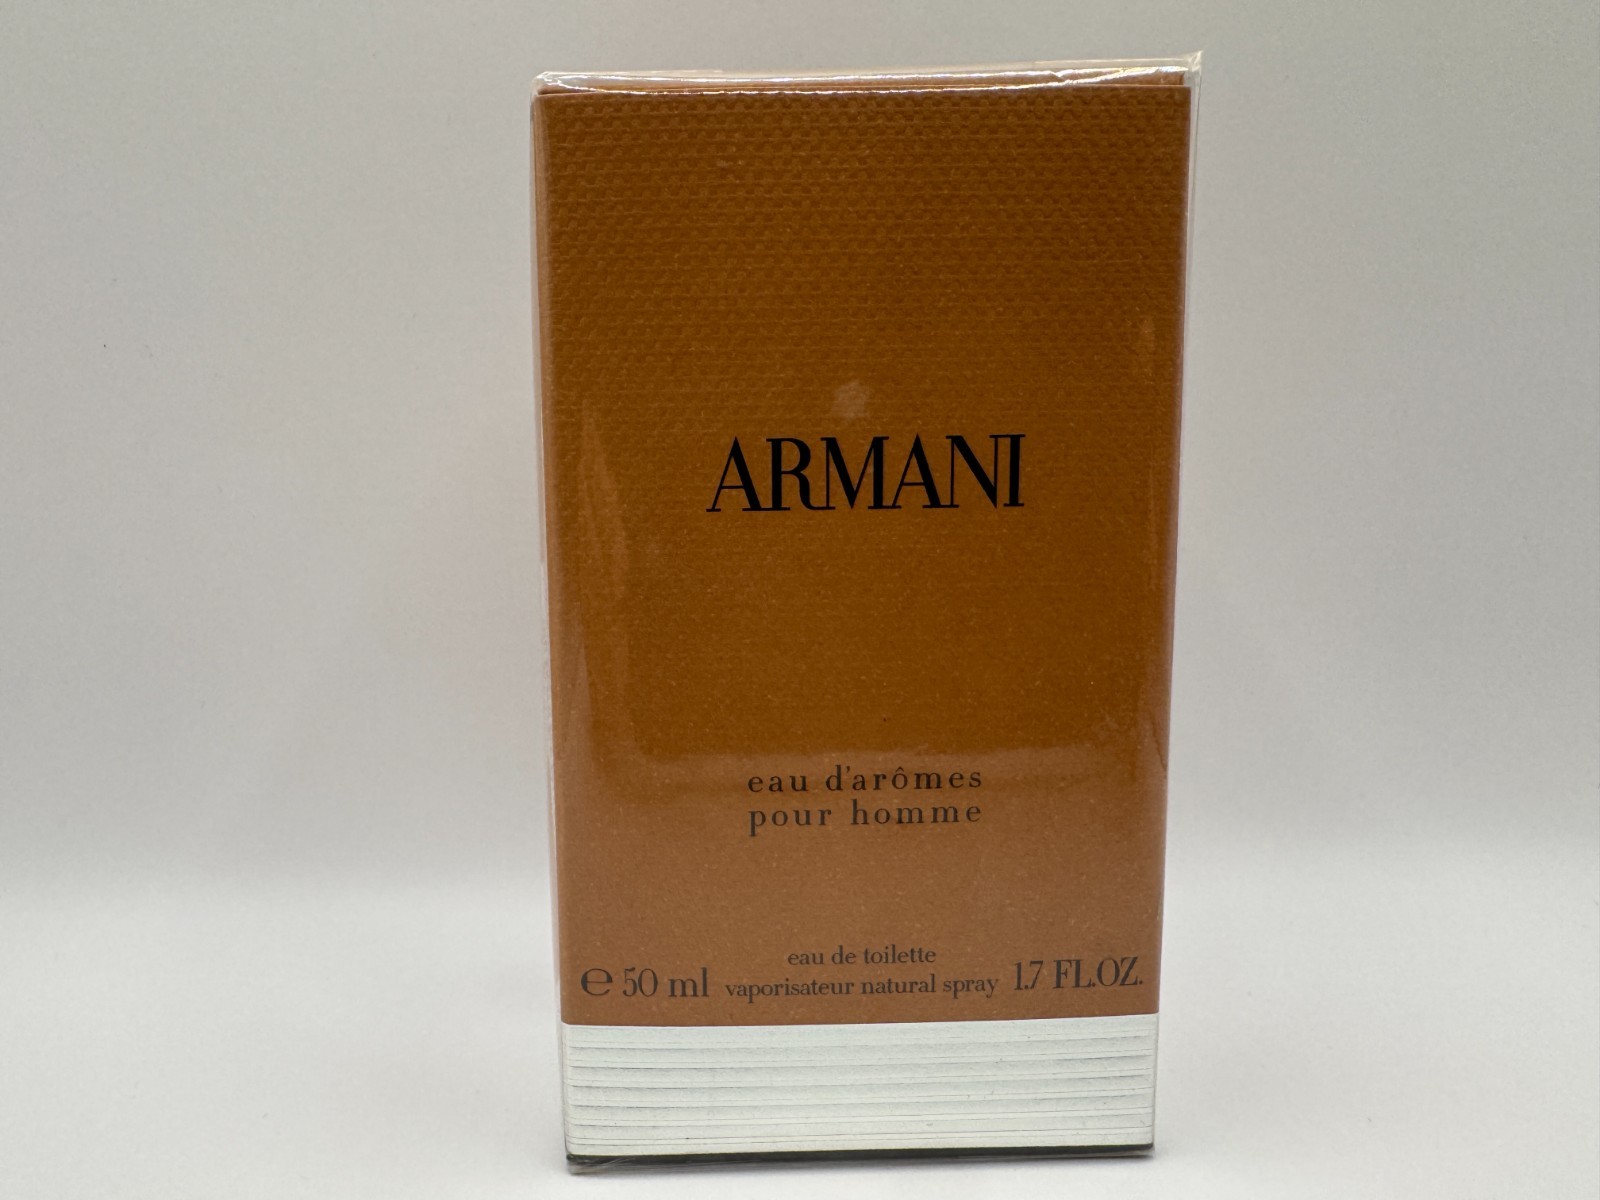 ARMANI
eau d'arômes
pour homme
eau de toilette
℮ 50 ml vaporisateur natural spray 1.7 FL.OZ.